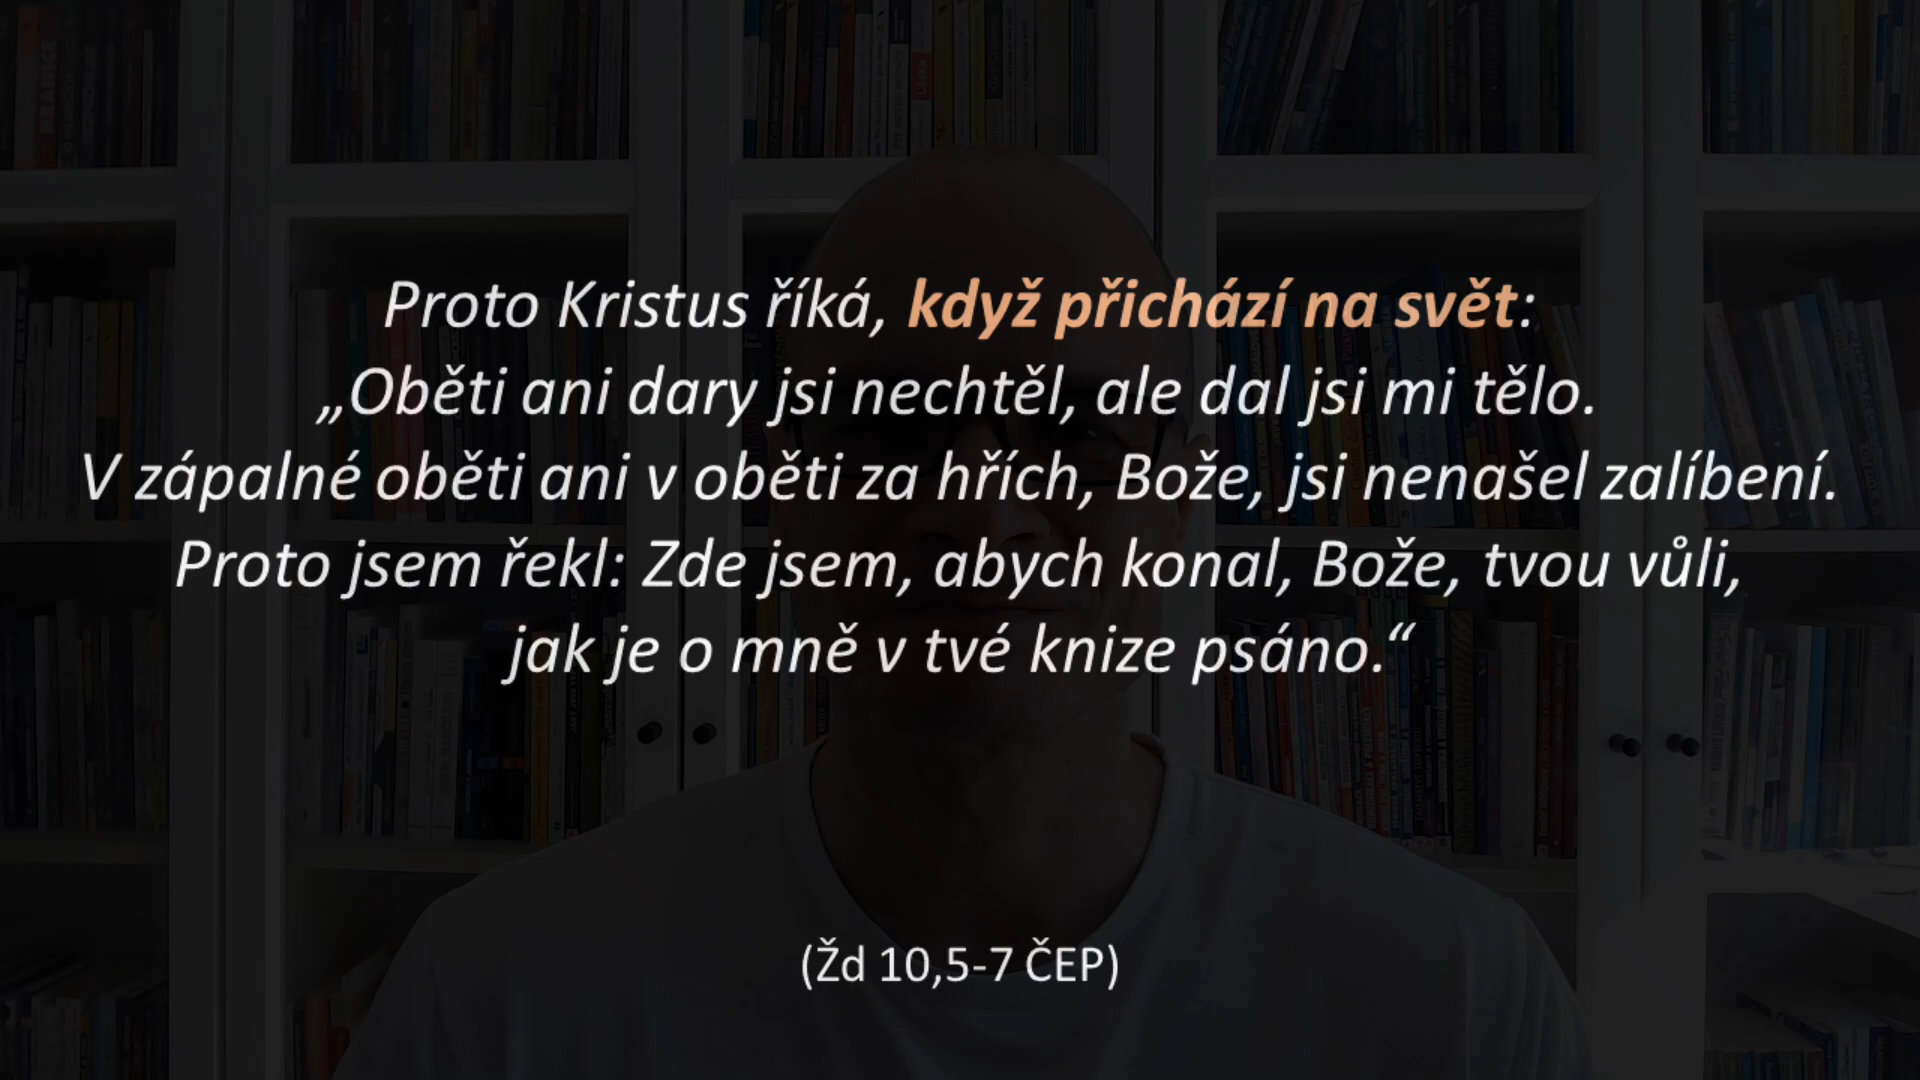 Proto Kristus říká, když přichází na svět:
„Oběti ani dary jsi nechtěl, ale dal jsi mi tělo.
V zápalné oběti ani v oběti za hřích, Bože, jsi nenašel zalíbení.
Proto jsem řekl: Zde jsem, abych konal, Bože, tvou vůli,
jak je o mně v tvé knize psáno.“
(Žd 10,5-7 ČEP)